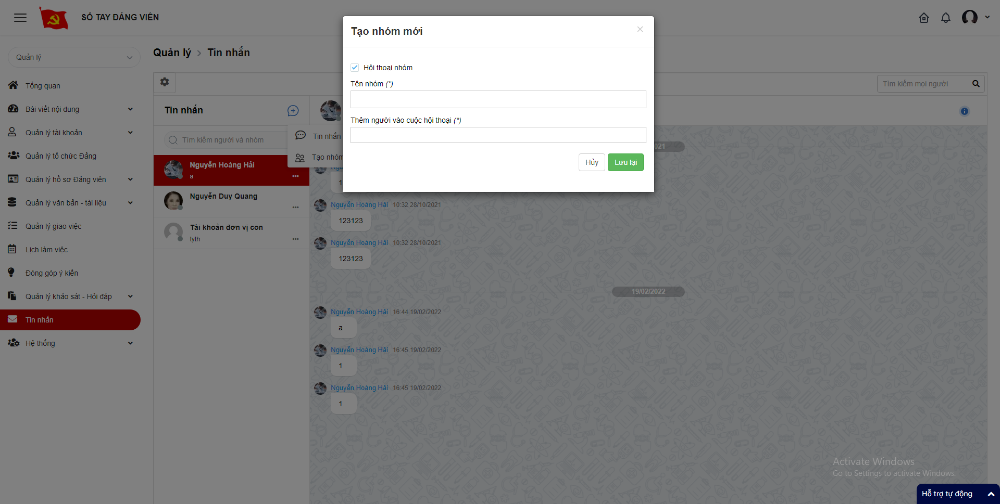 SỔ TAY ĐẢNG VIÊN
Quản lý
Tổng quan
Bài viết nội dung
Quản lý tài khoản
Quản lý tổ chức Đảng
Quản lý hồ sơ Đảng viên
Quản lý văn bản - tài liệu
Quản lý giao việc
Lịch làm việc
Đóng góp ý kiến
Quản lý khảo sát - Hỏi đáp
Tin nhắn
Hệ thống
Quản lý > Tin nhắn
Tìm kiếm mọi người
Tin nhắn
Tìm kiếm người và nhóm
Tin nhắn
Tạo nhóm
Nguyễn Hoàng Hải
a
Nguyễn Duy Quang
Tài khoản đơn vị con
tyth
Tạo nhóm mới
×
Hội thoại nhóm
Tên nhóm (*)
Thêm người vào cuộc hội thoại (*)
Hủy
Lưu lại
021
1
Nguyễn Hoàng Hải 10:32 28/10/2021
123123
Nguyễn Hoàng Hải 10:32 28/10/2021
123123
19/02/2022
Nguyễn Hoàng Hải 16:44 19/02/2022
a
Nguyễn Hoàng Hải 16:45 19/02/2022
1
Nguyễn Hoàng Hải 16:45 19/02/2022
1
Activate Windows
Go to Settings to activate Windows.
Hỗ trợ tự động